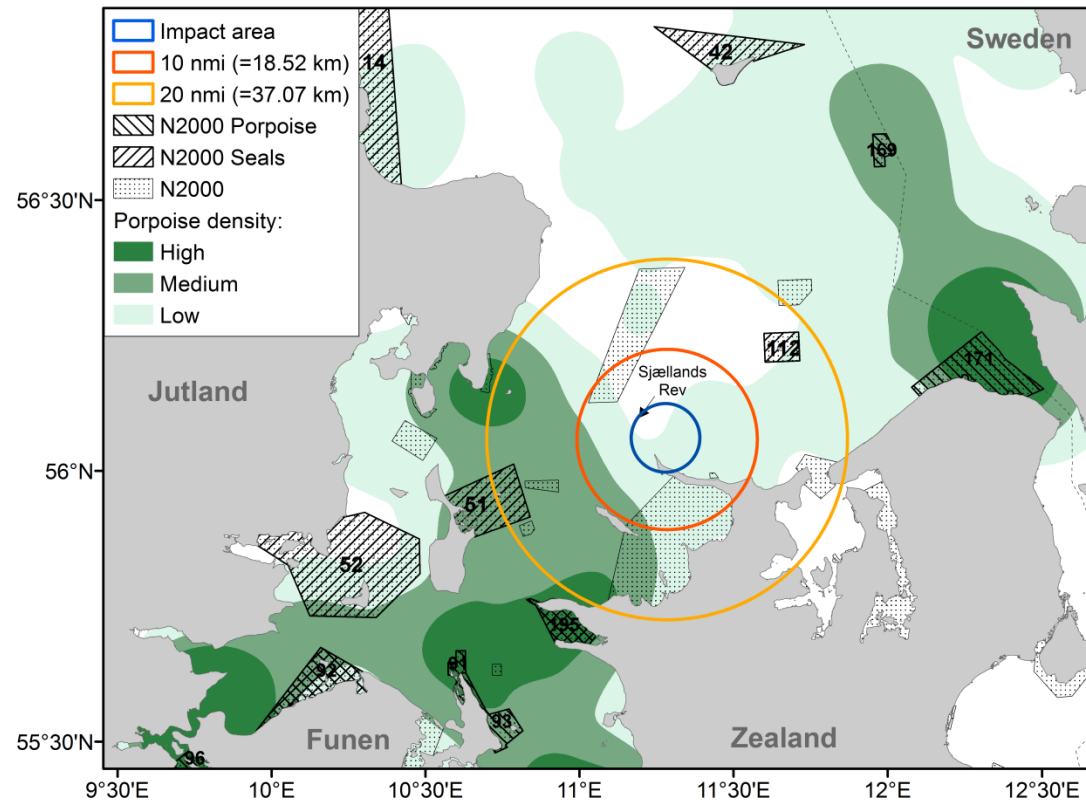 Impact area
10 nmi (=18.52 km)
20 nmi (=37.07 km)
N2000 Porpoise
N2000 Seals
N2000
Porpoise density:
High
Medium
Low
Sweden
42
14
169
56°30'N
112
171
Sjællands
Rev
Jutland
56°0'N
51
52
195
91
92
93
96
Funen
Zealand
55°30'N
9°30'E
10°E
10°30'E
11°E
11°30'E
12°E
12°30'E